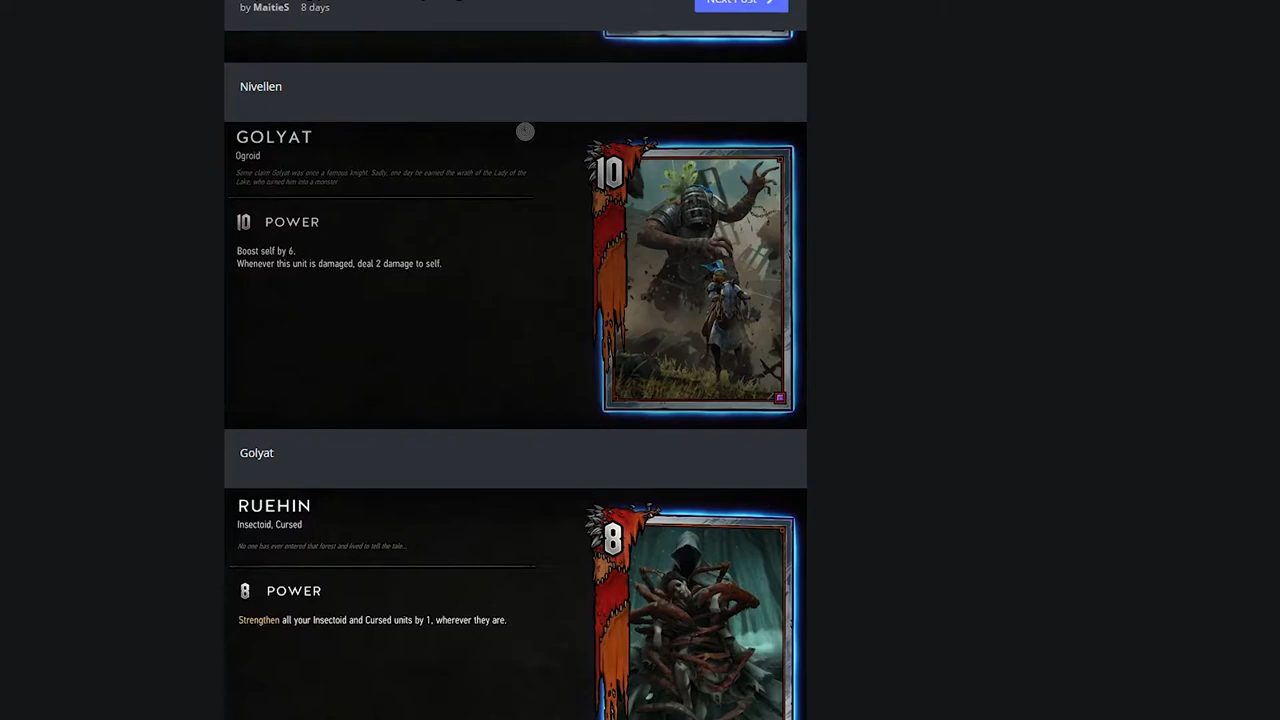 by MaitieS 8 days
Next Post
Nivellen
GOLYAT
Ogroid
Some claim Golyat was once a famous knight. Sadly, one day he earned the wrath of the Lady of the
Lake, who turned him into a monster
10 POWER
Boost self by 6.
Whenever this unit is damaged, deal 2 damage to self.
10
Golyat
RUEHIN
Insectoid, Cursed
No one has ever entered that forest and lived to tell the tale...
8 POWER
Strengthen all your Insectoid and Cursed units by 1, wherever they are.
8